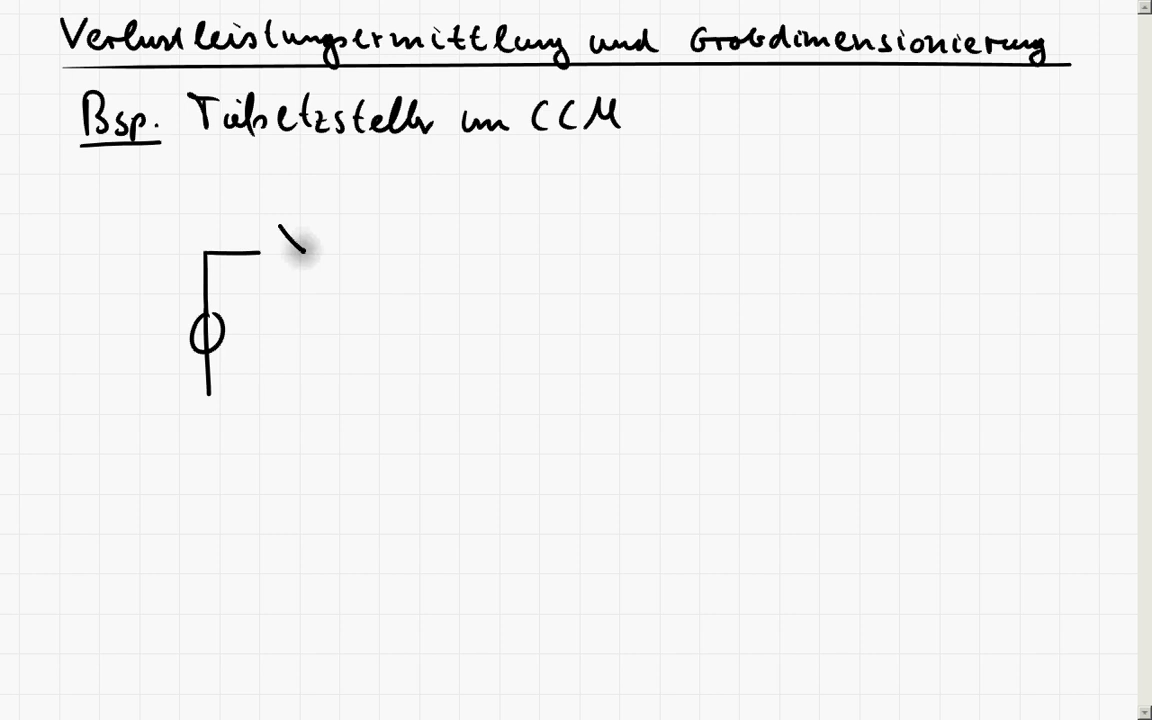 Verlustleistungsermittlung und Grobdimensionierung
Bsp. Tiefsetzsteller im CCM